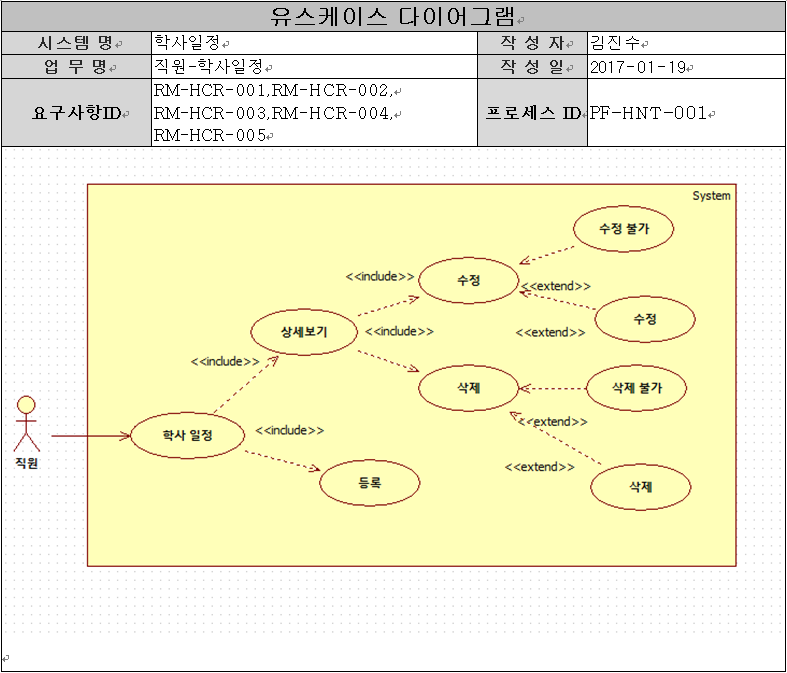 유스케이스 다이어그램
시스템 명 학사일정 작 성 자 김진수
업 무 명 직원-학사일정 작 성 일 2017-01-19
요구사항ID RM-HCR-001,RM-HCR-002,
RM-HCR-003,RM-HCR-004,
RM-HCR-005
프로세스 ID PF-HNT-001
System
수정 불가
<<include>> 수정 <<extend>>
상세보기 <<include>> <<extend>> 수정
<<include>> 삭제 삭제 불가
직원 학사 일정 <<include>> <<extend>>
<<extend>>
등록 삭제